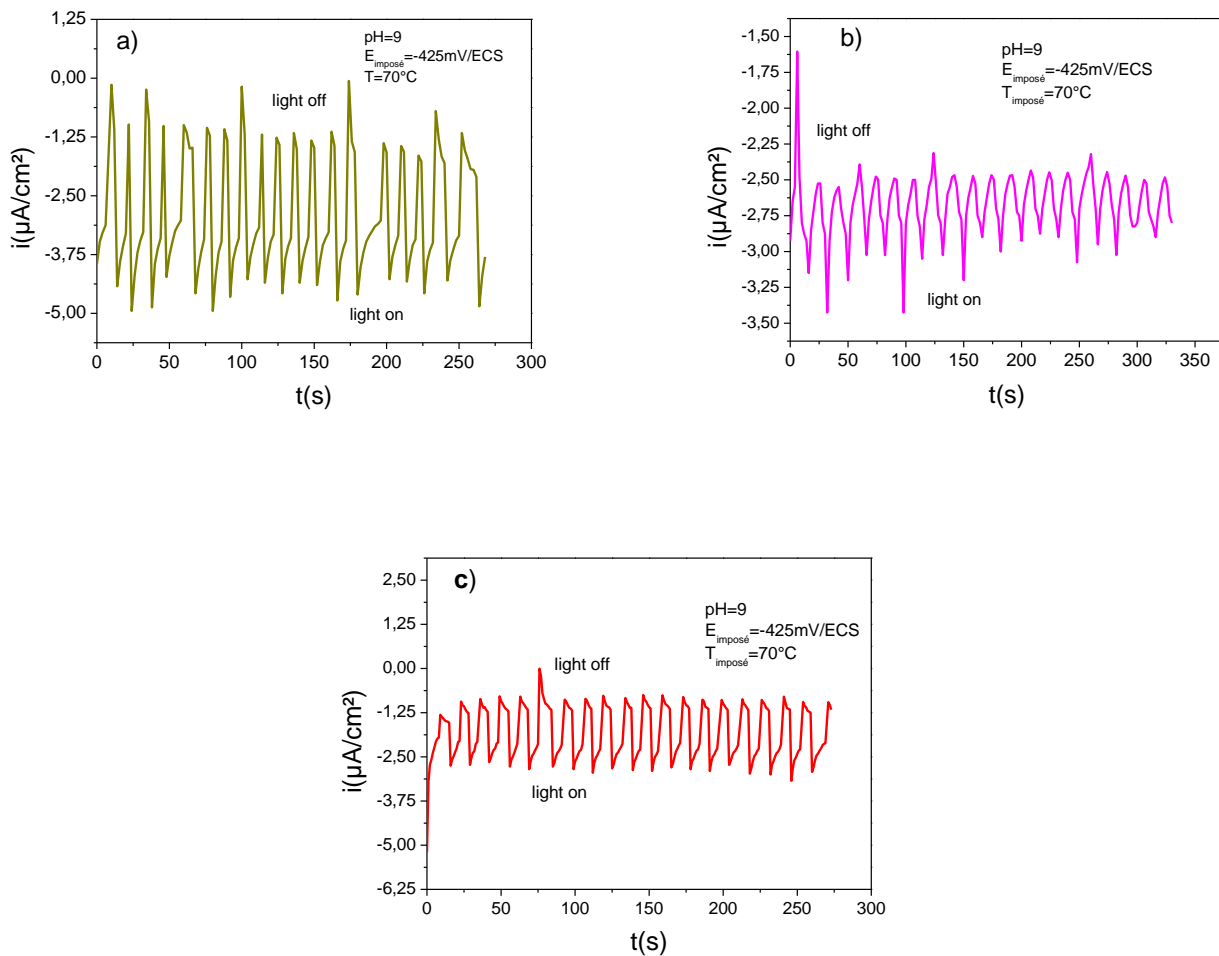 a)
pH=9
E_imposé=-425mV/ECS
T=70°C
light off
light on
i(µA/cm²)
1,25
0,00
-1,25
-2,50
-3,75
-5,00
0 50 100 150 200 250 300
t(s)
b)
pH=9
E_imposé=-425mV/ECS
T_imposé=70°C
light off
light on
i(µA/cm²)
-1,50
-1,75
-2,00
-2,25
-2,50
-2,75
-3,00
-3,25
-3,50
0 50 100 150 200 250 300 350
t(s)
c)
pH=9
E_imposé=-425mV/ECS
T_imposé=70°C
light off
light on
i(µA/cm²)
2,50
1,25
0,00
-1,25
-2,50
-3,75
-5,00
-6,25
0 50 100 150 200 250 300
t(s)